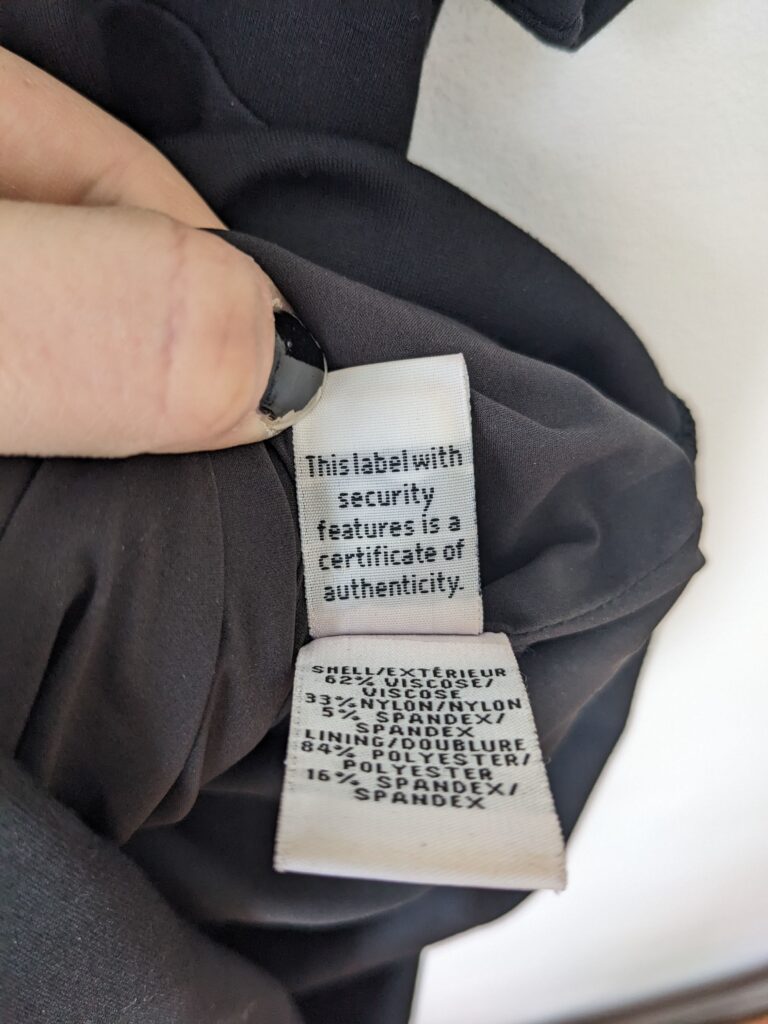 This label with
security
features is a
certificate of
authenticity.
SHELL/EXTÉRIEUR
62% VISCOSE/
VISCOSE
33%NYLON/NYLON
5% SPANDEX/
SPANDEX
LINING/DOUBLURE
84% POLYESTER/
POLYESTER
16% SPANDEX/
SPANDEX